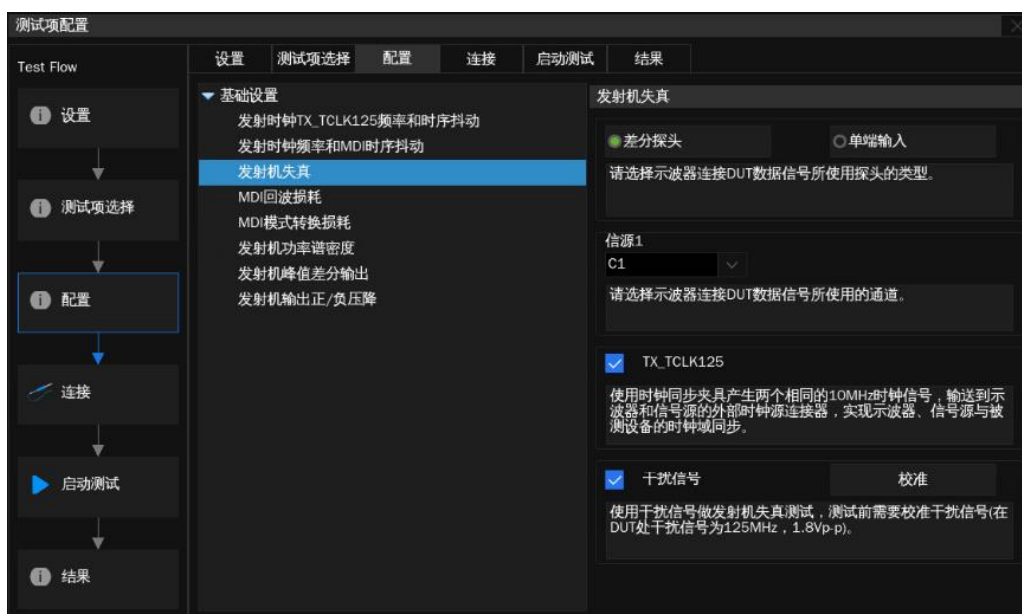 测试项配置
Test Flow
设置
测试项选择
配置
连接
启动测试
结果
设置 测试项选择 配置 连接 启动测试 结果
基础设置
发射时钟TX_TCLK125频率和时序抖动
发射时钟频率和MDI时序抖动
发射机失真
MDI回波损耗
MDI模式转换损耗
发射机功率谱密度
发射机峰值差分输出
发射机输出正/负压降
发射机失真
差分探头 单端输入
请选择示波器连接DUT数据信号所使用探头的类型。
信源1
C1
请选择示波器连接DUT数据信号所使用的通道。
TX_TCLK125
使用时钟同步夹具产生两个相同的10MHz时钟信号，输送到示
波器和信号源的外部时钟源连接器，实现示波器、信号源与被
测设备的时钟域同步。
干扰信号 校准
使用干扰信号做发射机失真测试，测试前需要校准干扰信号(在
DUT处干扰信号为125MHz，1.8Vp-p)。